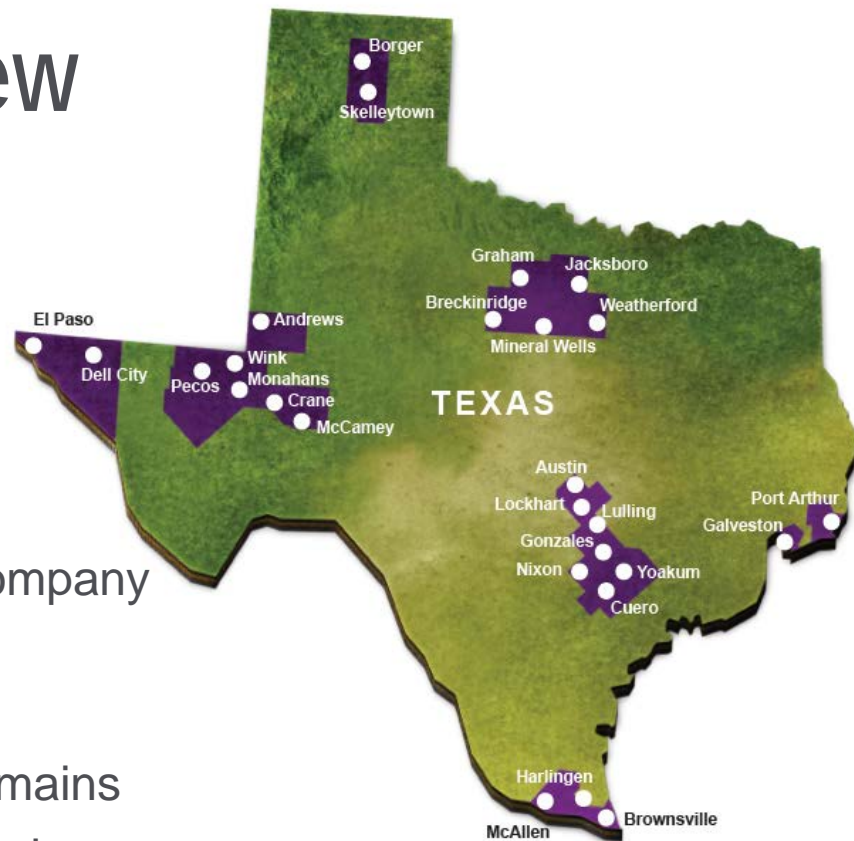 ew
ompany
mains
Borger
Skelleytown
Graham
Jacksboro
Breckinridge
Weatherford
Mineral Wells
El Paso
Dell City
Andrews
Wink
Pecos
Monahans
Crane
McCamey
TEXAS
Austin
Lockhart
Lulling
Port Arthur
Galveston
Gonzales
Nixon
Yoakum
Cuero
Harlingen
McAllen
Brownsville